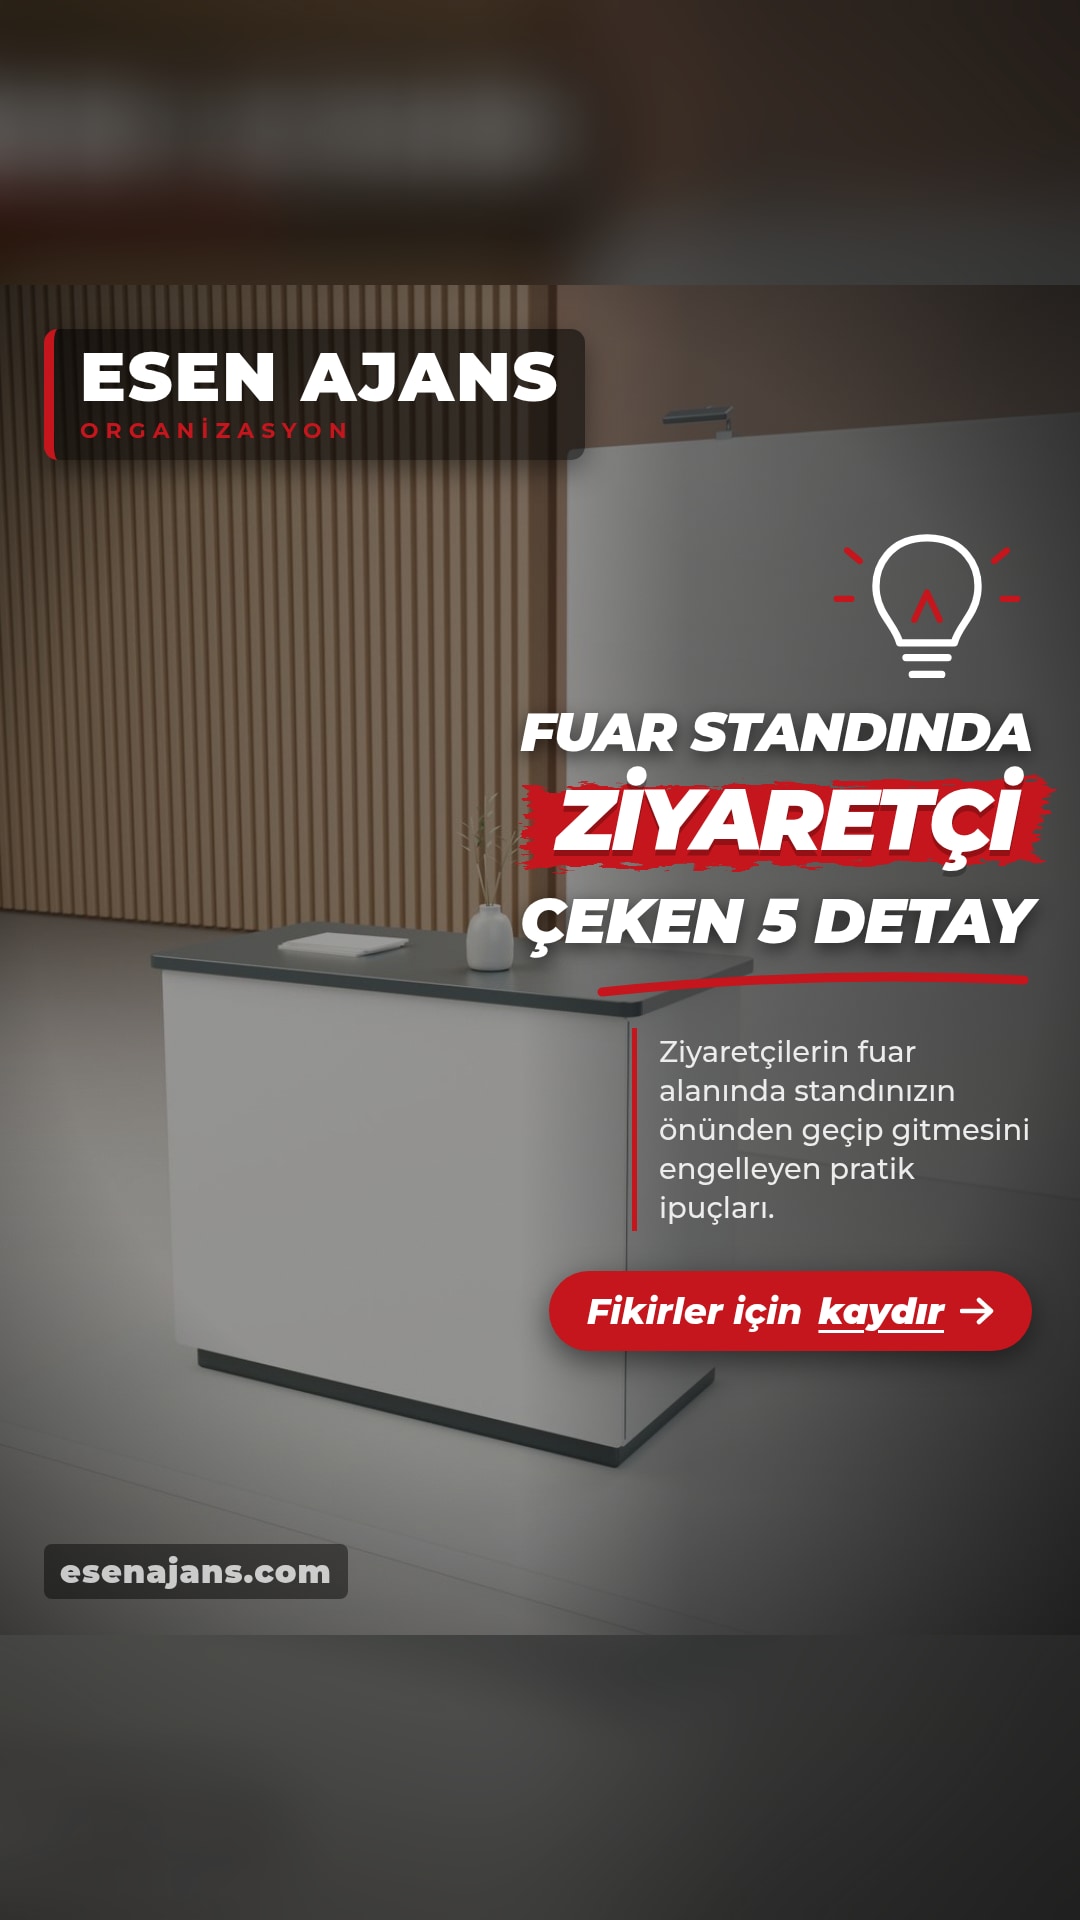 ESEN AJANS
ORGANİZASYON
FUAR STANDINDA
ZİYARETÇİ
ÇEKEN 5 DETAY
Ziyaretçilerin fuar
alanında standınızın
önünden geçip gitmesini
engelleyen pratik
ipuçları.
Fikirler için kaydır →
esenajans.com